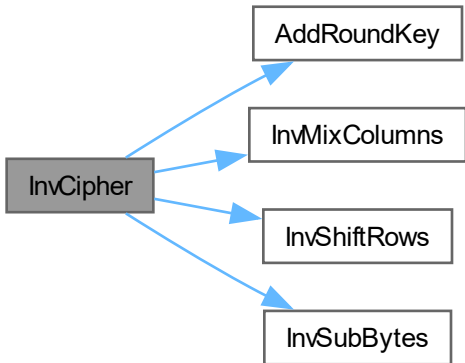 AddRoundKey
InvMixColumns
InvCipher
InvShiftRows
InvSubBytes